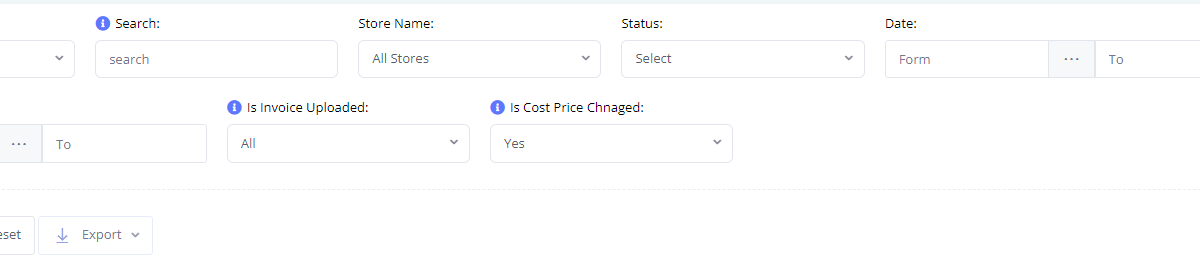 Search: Store Name: Status: Date:
search All Stores Select Form ... To
Is Invoice Uploaded: Is Cost Price Chnaged:
... To All Yes
eset Export